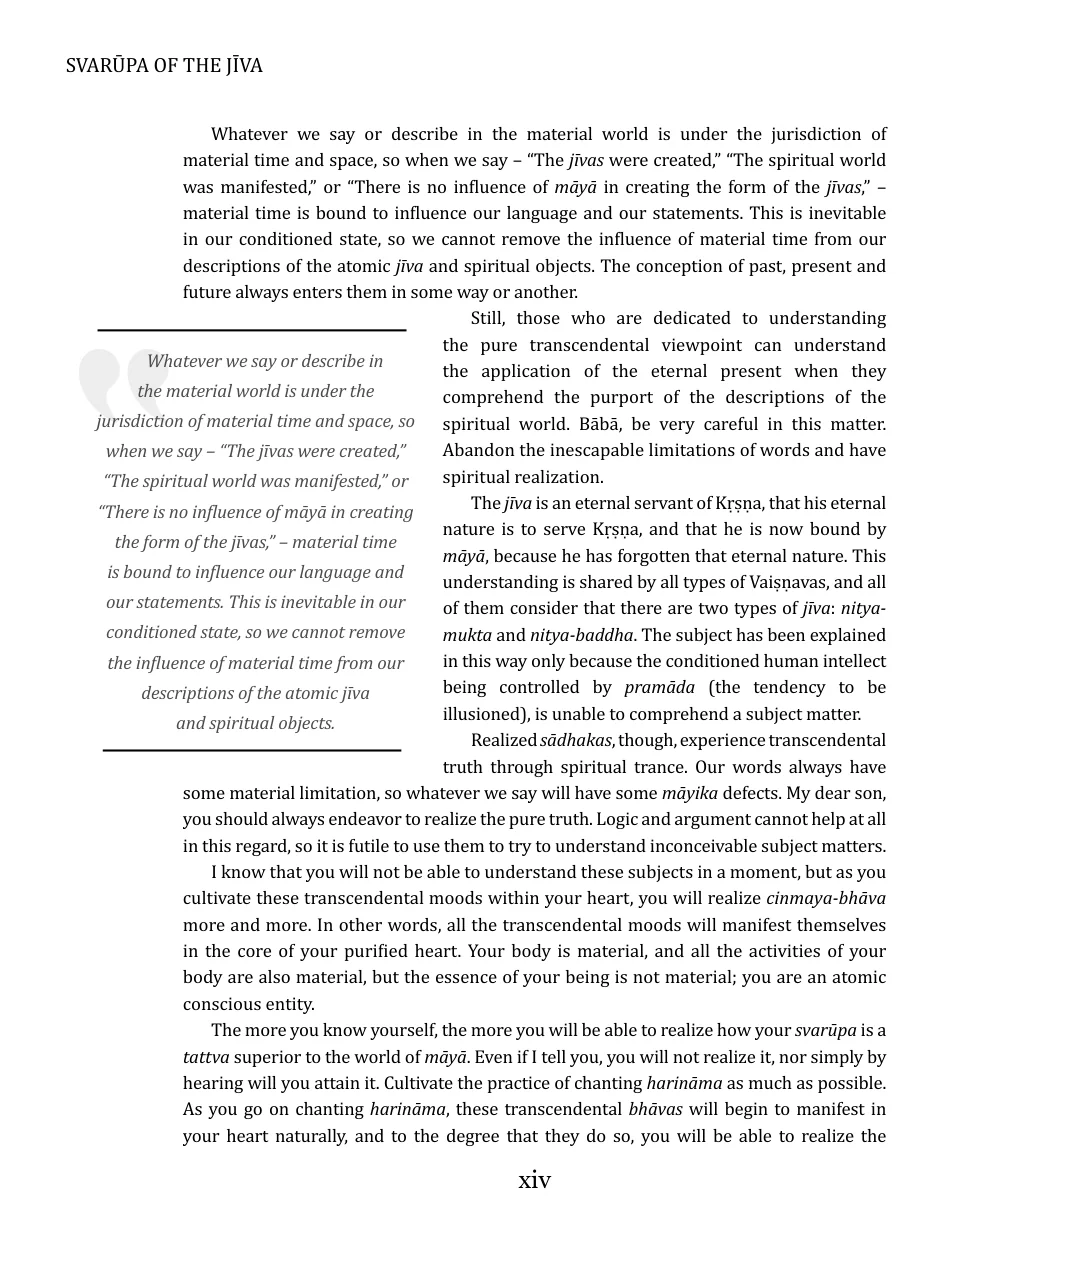 SVARŪPA OF THE JĪVA
Whatever we say or describe in the material world is under the jurisdiction of
material time and space, so when we say – “The jīvas were created,” “The spiritual world
was manifested,” or “There is no influence of māyā in creating the form of the jīvas,” –
material time is bound to influence our language and our statements. This is inevitable
in our conditioned state, so we cannot remove the influence of material time from our
descriptions of the atomic jīva and spiritual objects. The conception of past, present and
future always enters them in some way or another.
Whatever we say or describe in
the material world is under the
jurisdiction of material time and space, so
when we say – “The jīvas were created,”
“The spiritual world was manifested,” or
“There is no influence of māyā in creating
the form of the jīvas,” – material time
is bound to influence our language and
our statements. This is inevitable in our
conditioned state, so we cannot remove
the influence of material time from our
descriptions of the atomic jīva
and spiritual objects.
Still, those who are dedicated to understanding
the pure transcendental viewpoint can understand
the application of the eternal present when they
comprehend the purport of the descriptions of the
spiritual world. Bābā, be very careful in this matter.
Abandon the inescapable limitations of words and have
spiritual realization.
The jīva is an eternal servant of Kṛṣṇa, that his eternal
nature is to serve Kṛṣṇa, and that he is now bound by
māyā, because he has forgotten that eternal nature. This
understanding is shared by all types of Vaiṣṇavas, and all
of them consider that there are two types of jīva: nitya-
mukta and nitya-baddha. The subject has been explained
in this way only because the conditioned human intellect
being controlled by pramāda (the tendency to be
illusioned), is unable to comprehend a subject matter.
Realized sādhakas, though, experience transcendental
truth through spiritual trance. Our words always have
some material limitation, so whatever we say will have some māyika defects. My dear son,
you should always endeavor to realize the pure truth. Logic and argument cannot help at all
in this regard, so it is futile to use them to try to understand inconceivable subject matters.
I know that you will not be able to understand these subjects in a moment, but as you
cultivate these transcendental moods within your heart, you will realize cinmaya-bhāva
more and more. In other words, all the transcendental moods will manifest themselves
in the core of your purified heart. Your body is material, and all the activities of your
body are also material, but the essence of your being is not material; you are an atomic
conscious entity.
The more you know yourself, the more you will be able to realize how your svarūpa is a
tattva superior to the world of māyā. Even if I tell you, you will not realize it, nor simply by
hearing will you attain it. Cultivate the practice of chanting harināma as much as possible.
As you go on chanting harināma, these transcendental bhāvas will begin to manifest in
your heart naturally, and to the degree that they do so, you will be able to realize the
xiv